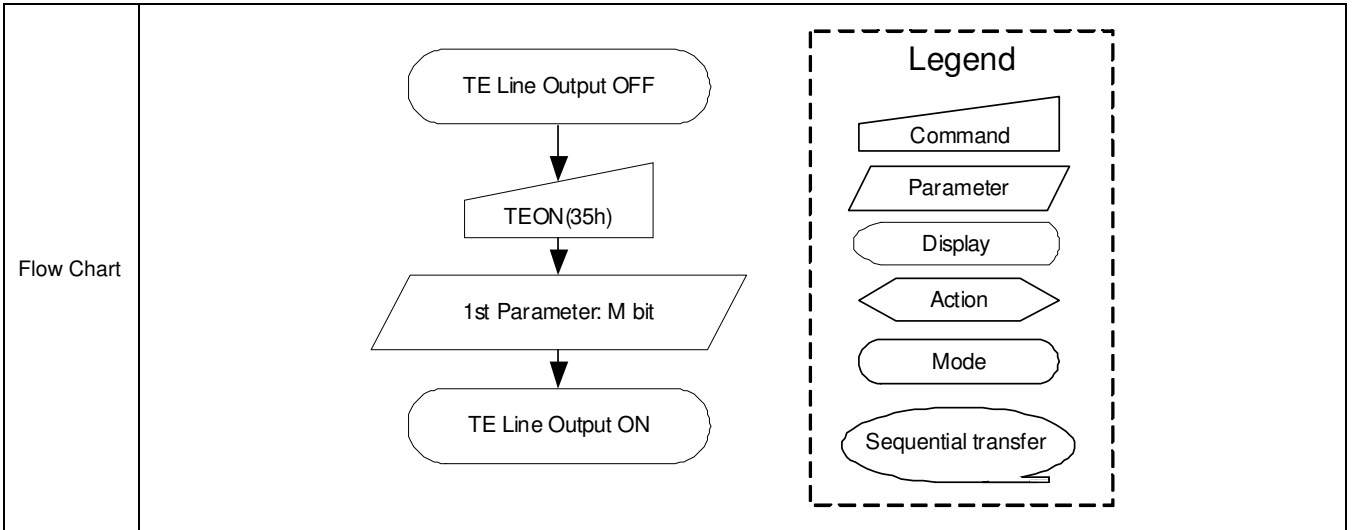 Flow Chart
TE Line Output OFF
TEON(35h)
1st Parameter: M bit
TE Line Output ON
Legend
Command
Parameter
Display
Action
Mode
Sequential transfer